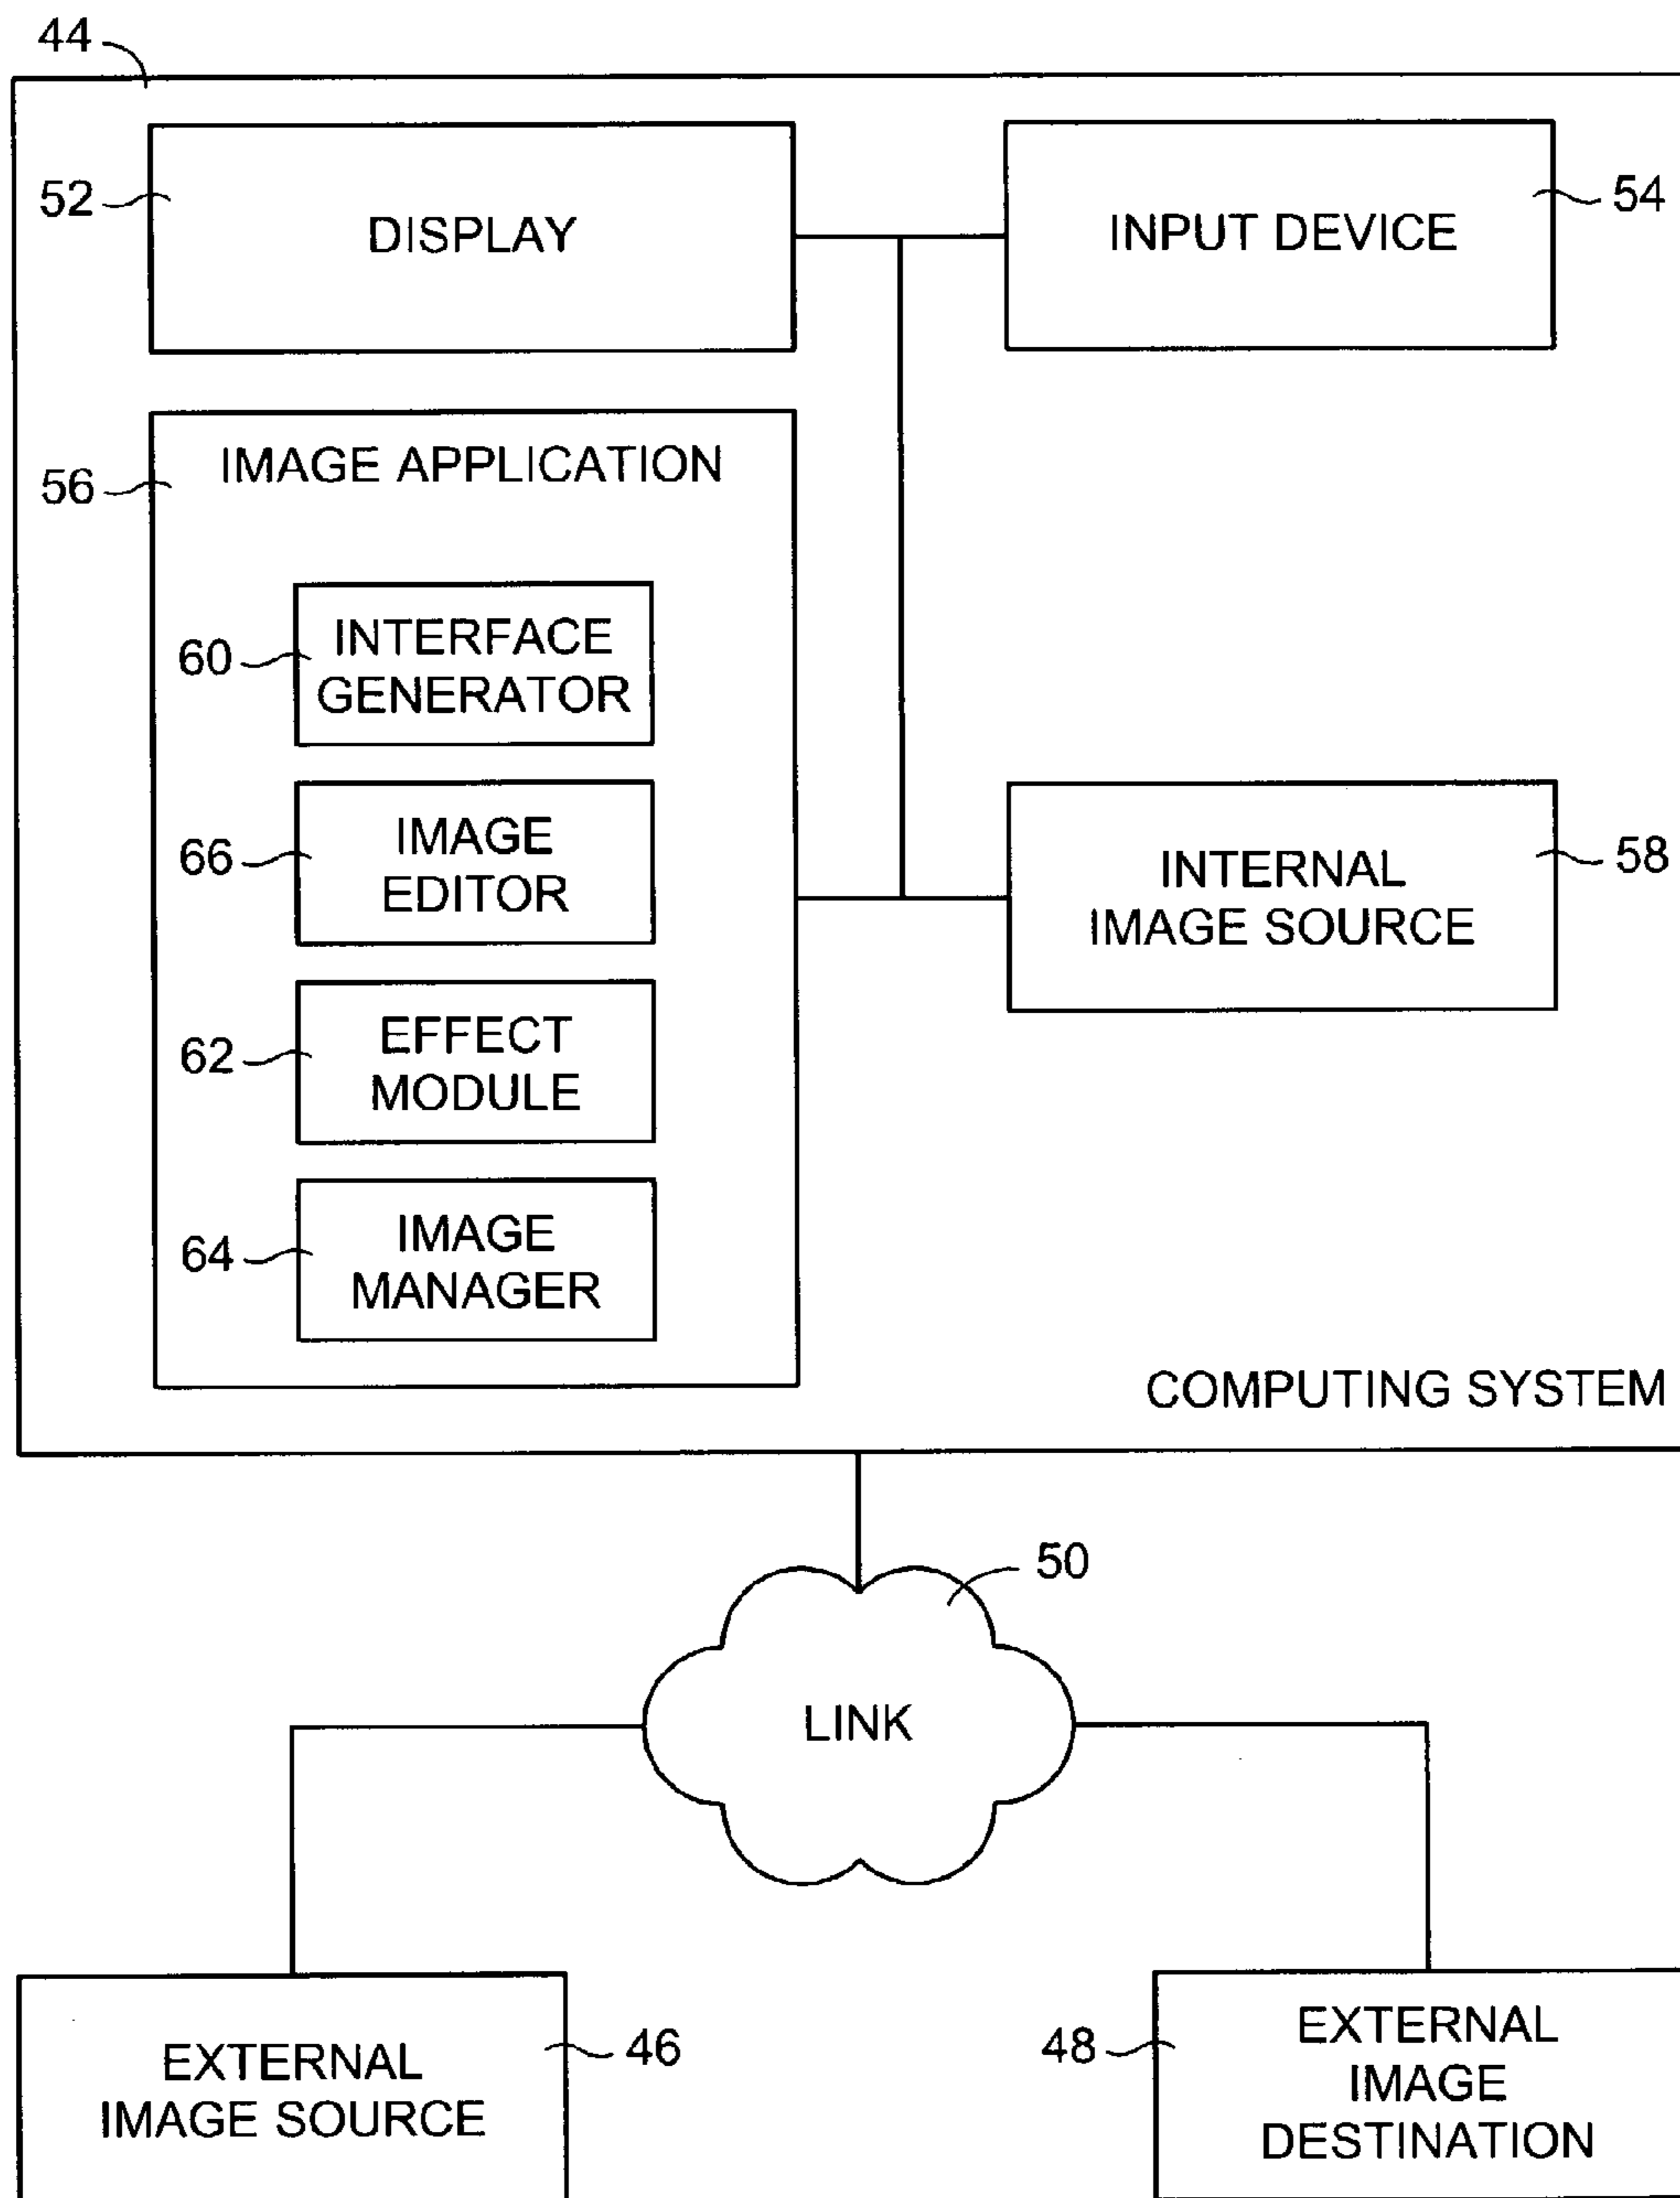 44
52
DISPLAY
INPUT DEVICE
54
56
IMAGE APPLICATION
60
INTERFACE
GENERATOR
66
IMAGE
EDITOR
62
EFFECT
MODULE
64
IMAGE
MANAGER
INTERNAL
IMAGE SOURCE
58
COMPUTING SYSTEM
50
LINK
EXTERNAL
IMAGE SOURCE
46
48
EXTERNAL
IMAGE
DESTINATION